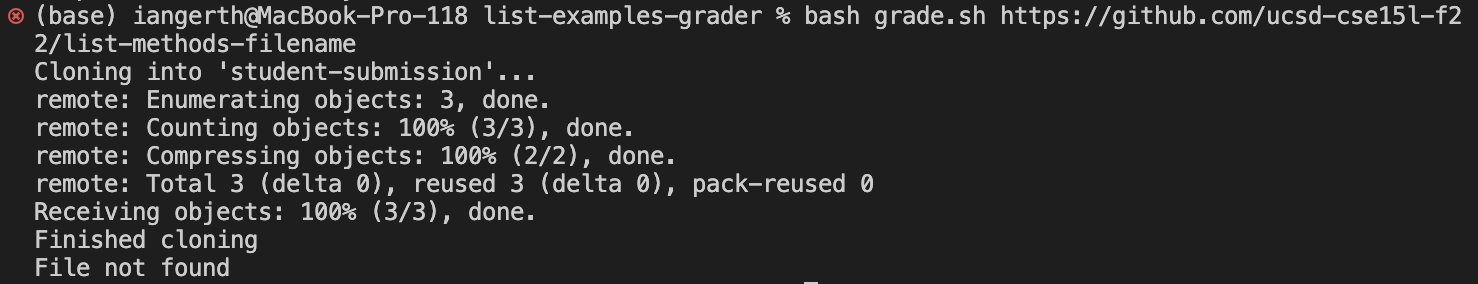 (base) iangerth@MacBook-Pro-118 list-examples-grader % bash grade.sh https://github.com/ucsd-cse15l-f2
2/list-methods-filename
Cloning into 'student-submission'...
remote: Enumerating objects: 3, done.
remote: Counting objects: 100% (3/3), done.
remote: Compressing objects: 100% (2/2), done.
remote: Total 3 (delta 0), reused 3 (delta 0), pack-reused 0
Receiving objects: 100% (3/3), done.
Finished cloning
File not found